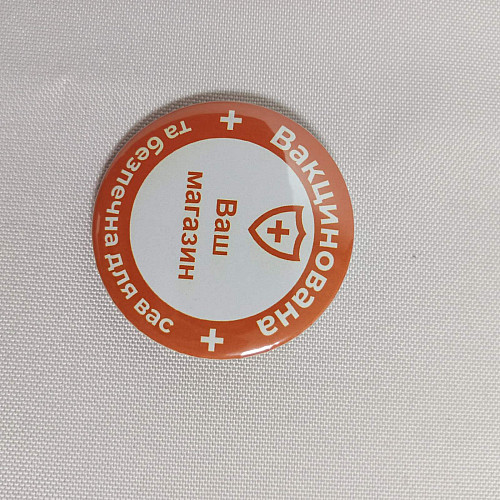 Вакцинована
Ваш
магазин
та безпечна для вас